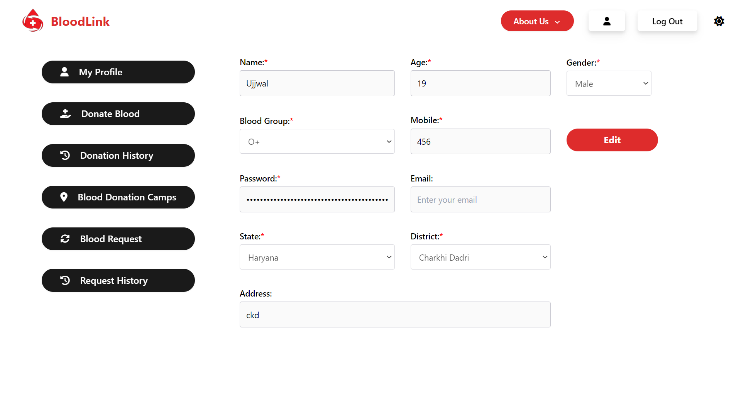 BloodLink
About Us
Log Out
My Profile
Donate Blood
Donation History
Blood Donation Camps
Blood Request
Request History
Name:*
Ujjwal
Age:*
19
Gender:*
Male
Blood Group:*
O+
Mobile:*
456
Edit
Password:*
Email:
Enter your email
State:*
Haryana
District:*
Charkhi Dadri
Address:
ckd